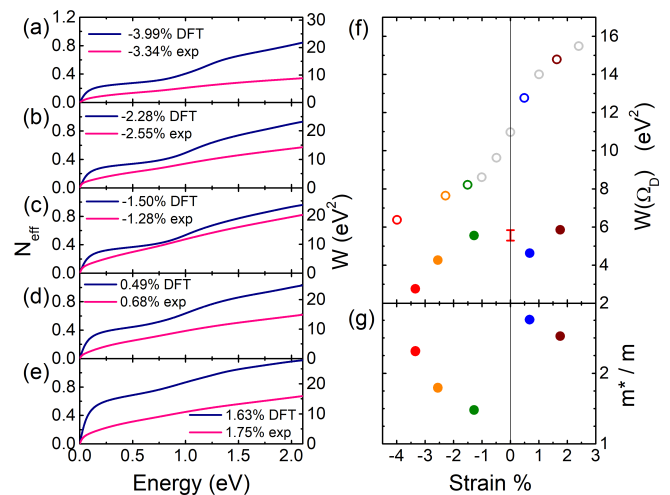 (a)
1.2
0.8
0.4
0.0
-3.99% DFT
-3.34% exp
30
20
10
0
(b)
0.8
0.4
0.0
-2.28% DFT
-2.55% exp
20
10
0
(c)
0.8
0.4
0.0
-1.50% DFT
-1.28% exp
20
10
0
(d)
0.8
0.4
0.0
0.49% DFT
0.68% exp
20
10
0
(e)
0.8
0.4
0.0
1.63% DFT
1.75% exp
20
10
0
N_eff
W (eV²)
0.0 0.5 1.0 1.5 2.0
Energy (eV)
(f)
16
14
12
10
8
6
4
2
W(Ω_D) (eV²)
(g)
2
2
1
m* / m
-4 -3 -2 -1 0 1 2 3
Strain %